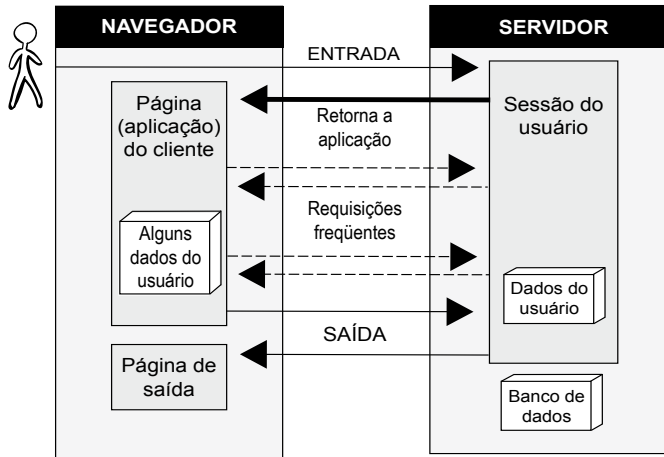 NAVEGADOR
SERVIDOR
ENTRADA
Página
(aplicação)
do cliente
Retorna a
aplicação
Sessão do
usuário
Requisições
freqüentes
Alguns
dados do
usuário
Dados do
usuário
SAÍDA
Página de
saída
Banco de
dados